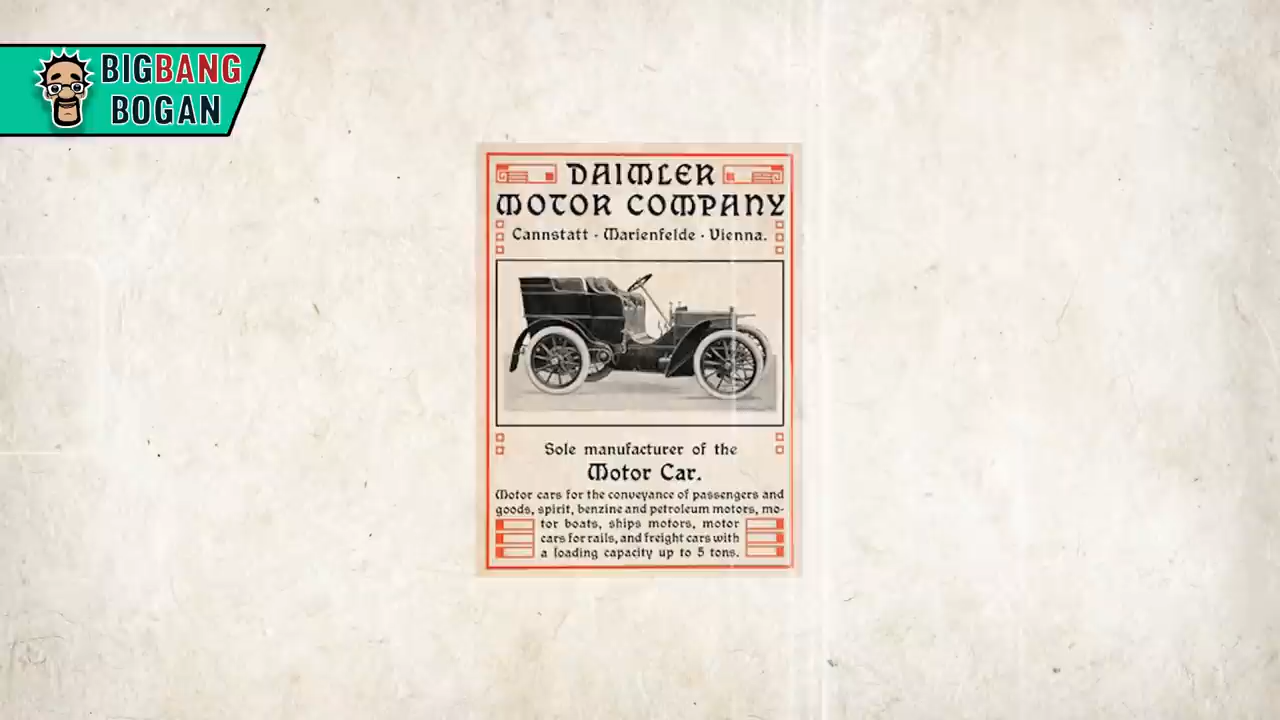 BIGBANG
BOGAN
DAIMLER
MOTOR COMPANY
Cannstatt · Marienfelde · Vienna.
Sole manufacturer of the
Motor Car.
Motor cars for the conveyance of passengers and
goods, spirit, benzine and petroleum motors, mo-
tor boats, ships motors, motor
cars for rails, and freight cars with
a loading capacity up to 5 tons.